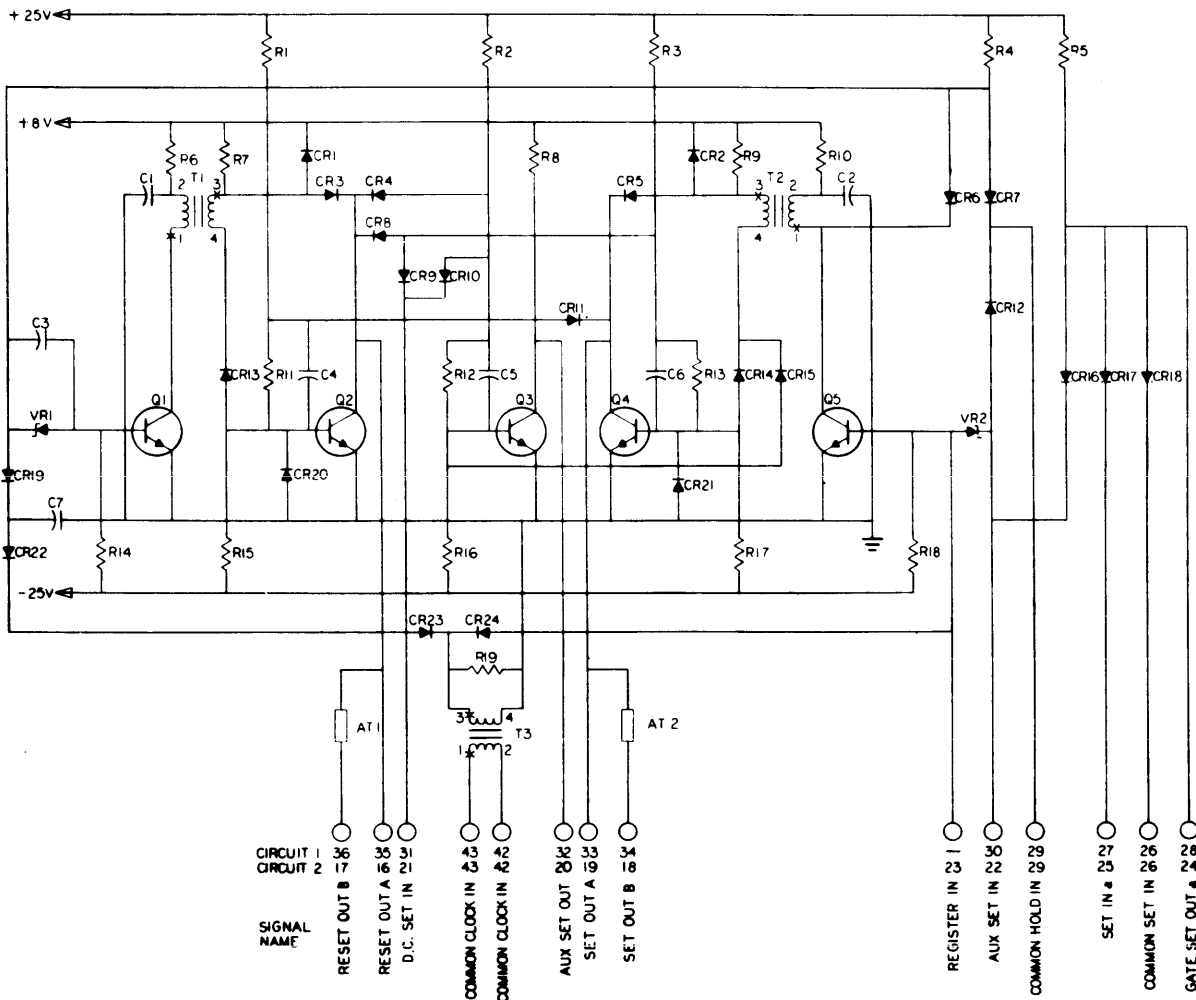 +25V
R1
R2
R3
R4
R5
+8V
R6
R7
CR1
R8
CR2
R9
R10
C1
2
T1
3
CR3
CR4
CR5
3
T2
2
C2
CR6
CR7
1
4
CR8
4
1
CR9
CR10
CR11
CR12
C3
CR13
R11
C4
R12
C5
C6
R13
CR14
CR15
CR16
CR17
CR18
VR1
Q1
Q2
Q3
Q4
Q5
VR2
CR19
CR20
CR21
C7
CR22
R14
R15
R16
R17
R18
-25V
CR23
CR24
R19
AT1
3
4
T3
1
2
AT 2
CIRCUIT 1 36 35 31 43 42 32 33 34 1 30 29 27 26 28
CIRCUIT 2 17 16 21 43 42 20 19 18 23 22 29 25 26 24
SIGNAL
NAME
RESET OUT B
RESET OUT A
D.C. SET IN
COMMON CLOCK IN
COMMON CLOCK IN
AUX SET OUT
SET OUT A
SET OUT B
REGISTER IN
AUX SET IN
COMMON HOLD IN
SET IN a
COMMON SET IN
GATE SET OUT a